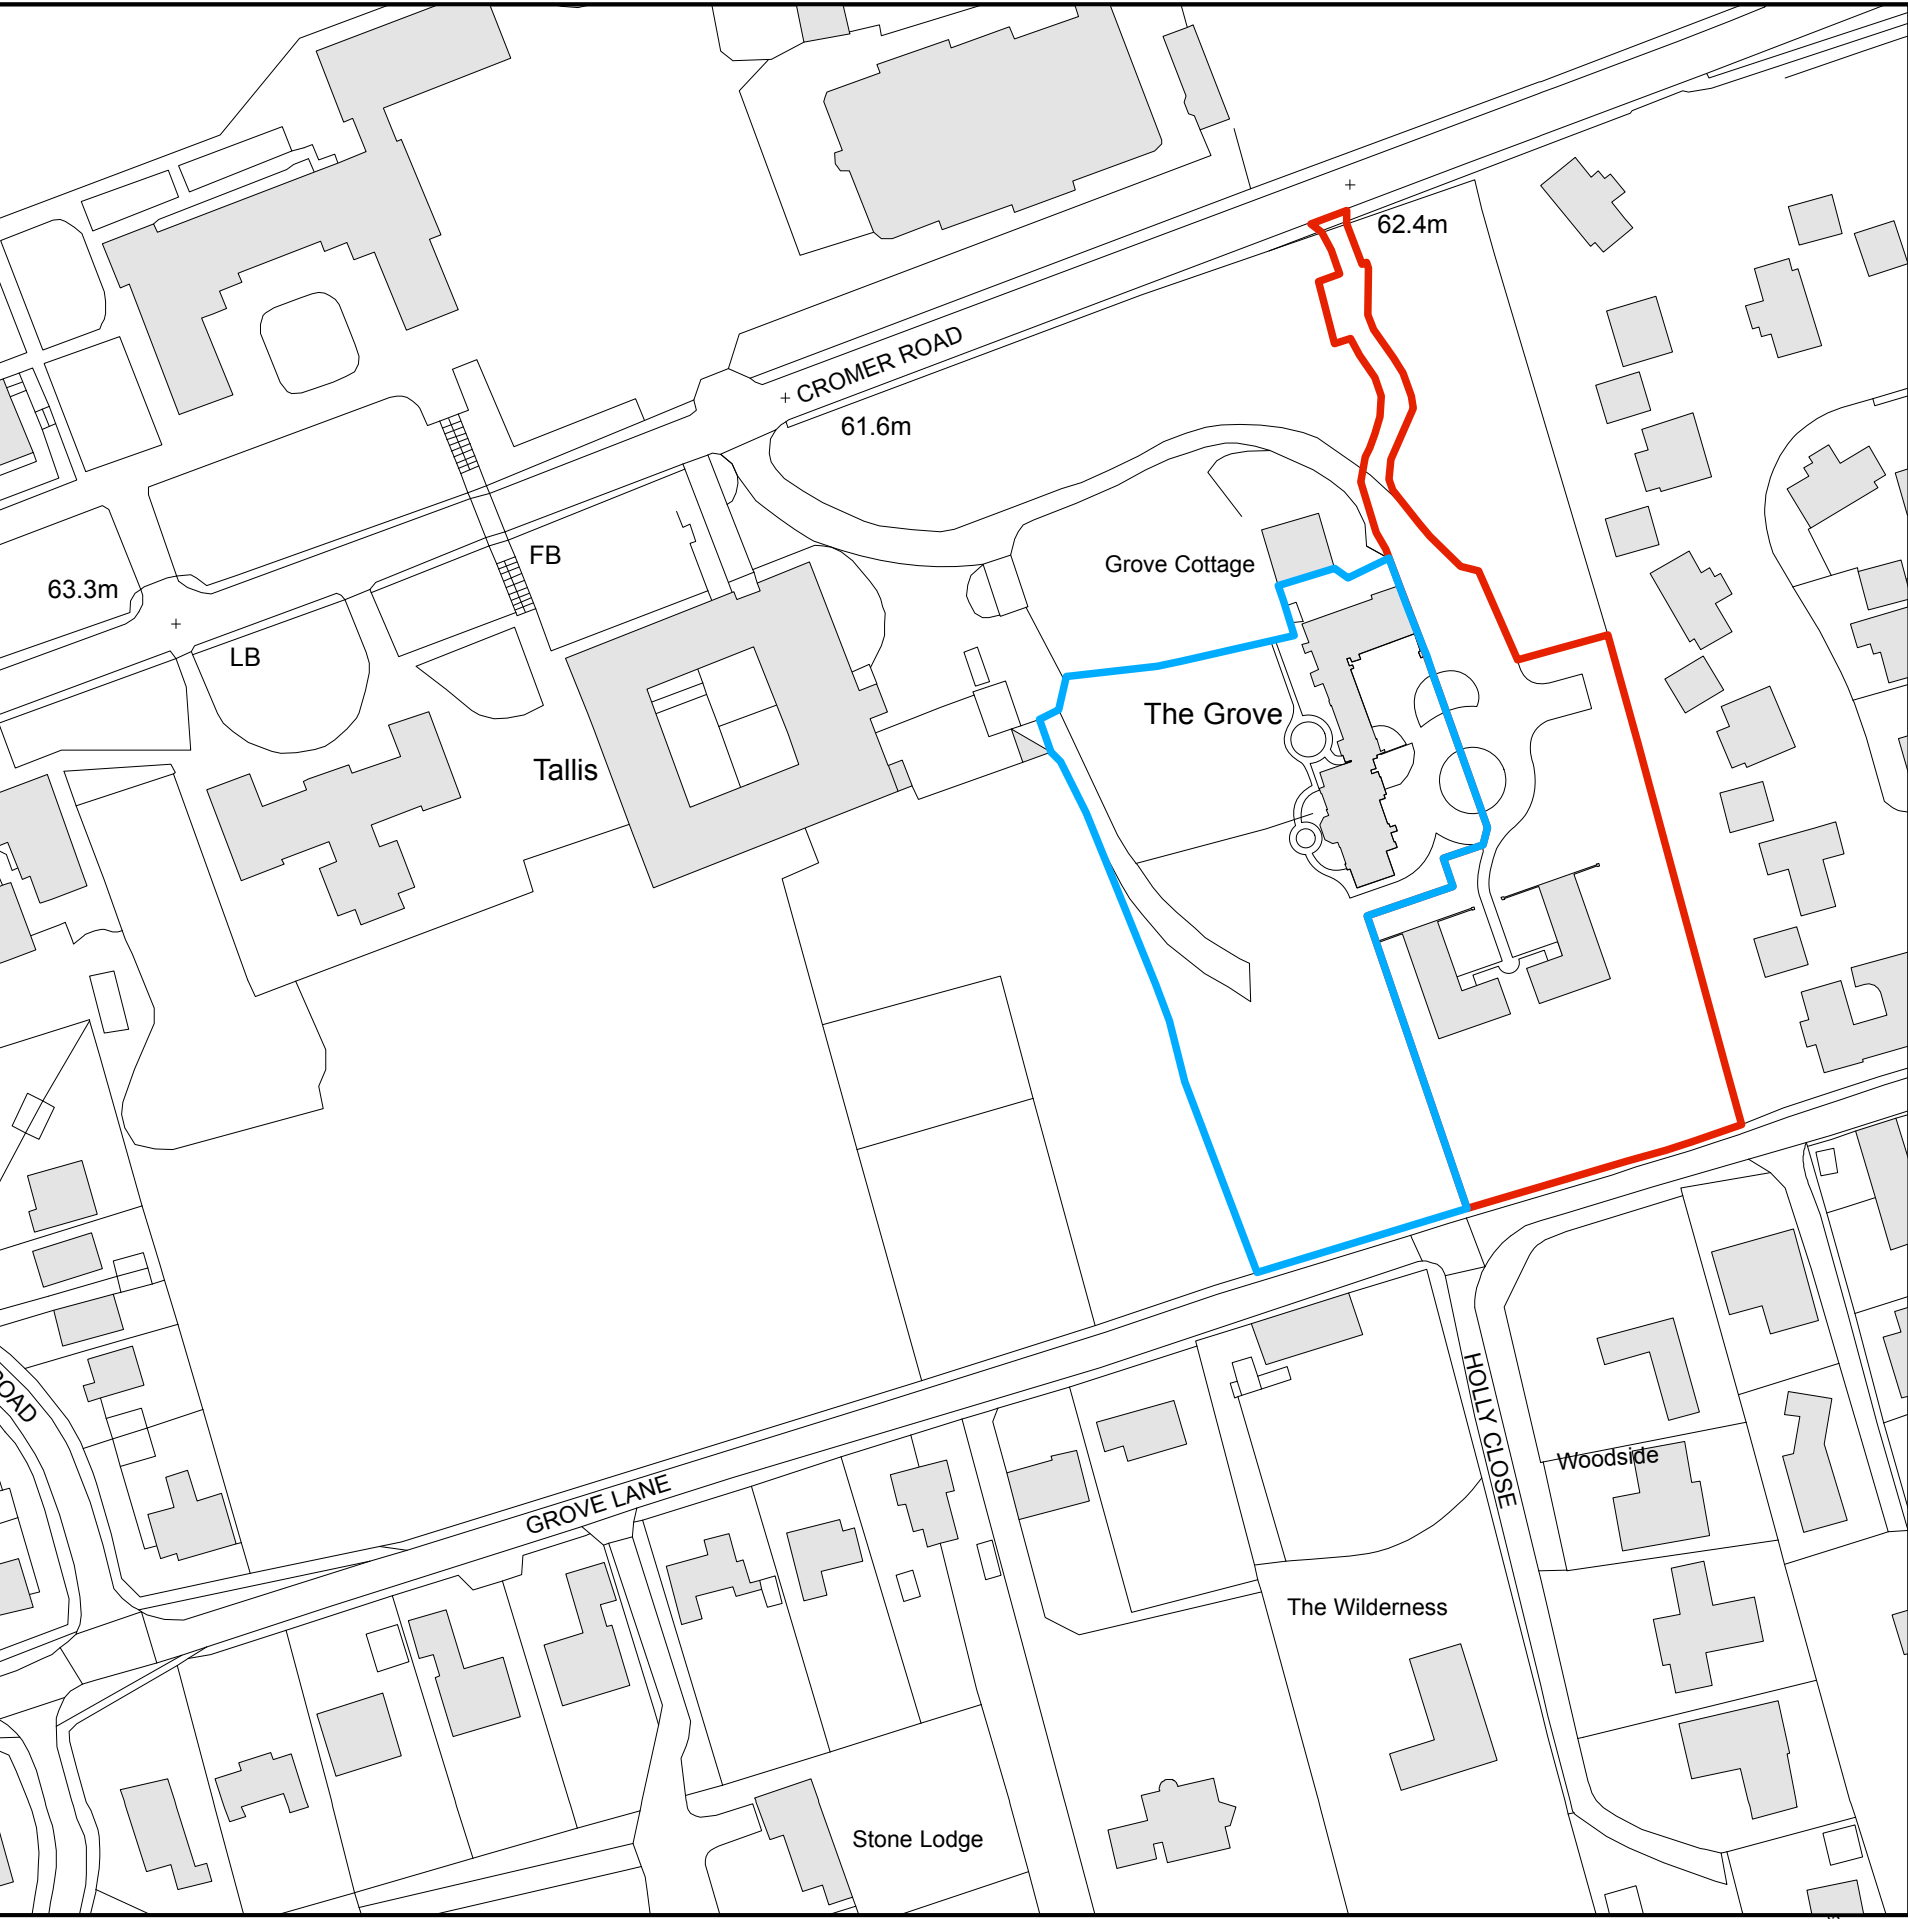 62.4m
CROMER ROAD
61.6m
FB
Grove Cottage
63.3m
LB
The Grove
Tallis
HOLLY CLOSE
ROAD
Woodside
GROVE LANE
The Wilderness
Stone Lodge